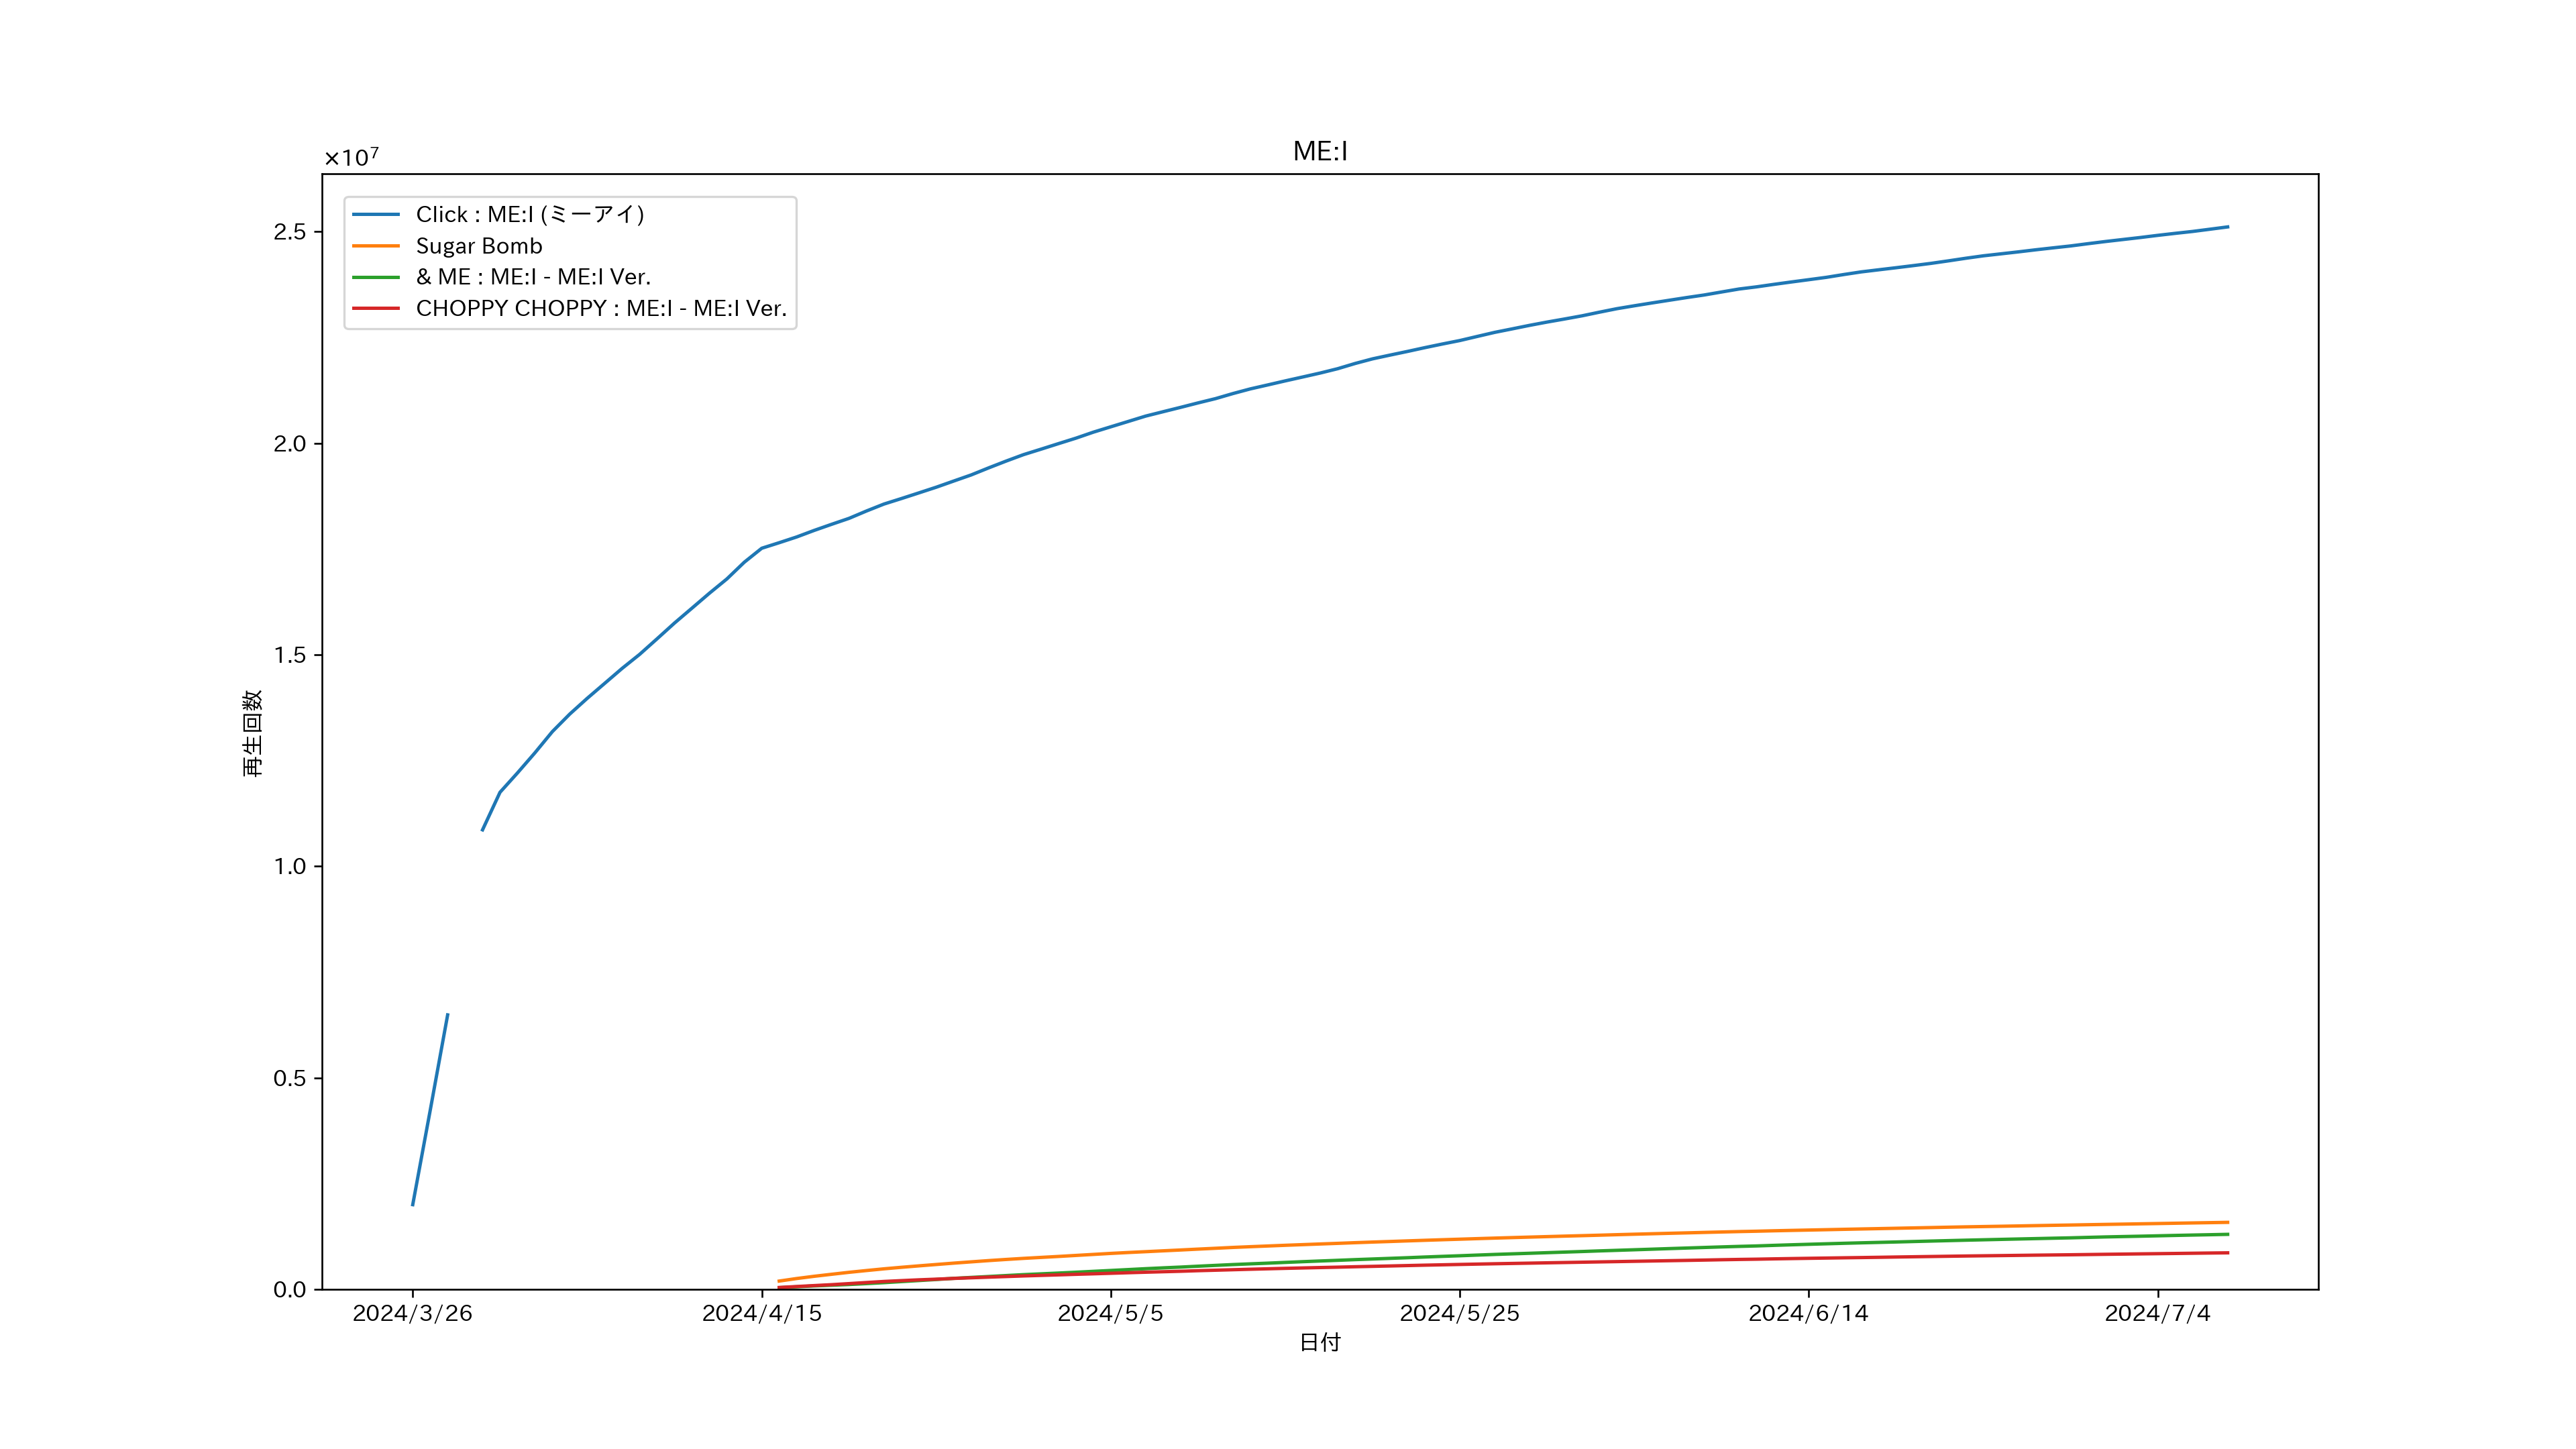 ME:I
×10⁷
Click : ME:I (ミーアイ)
Sugar Bomb
& ME : ME:I - ME:I Ver.
CHOPPY CHOPPY : ME:I - ME:I Ver.
2.5
2.0
1.5
1.0
0.5
0.0
再生回数
2024/3/26
2024/4/15
2024/5/5
2024/5/25
2024/6/14
2024/7/4
日付